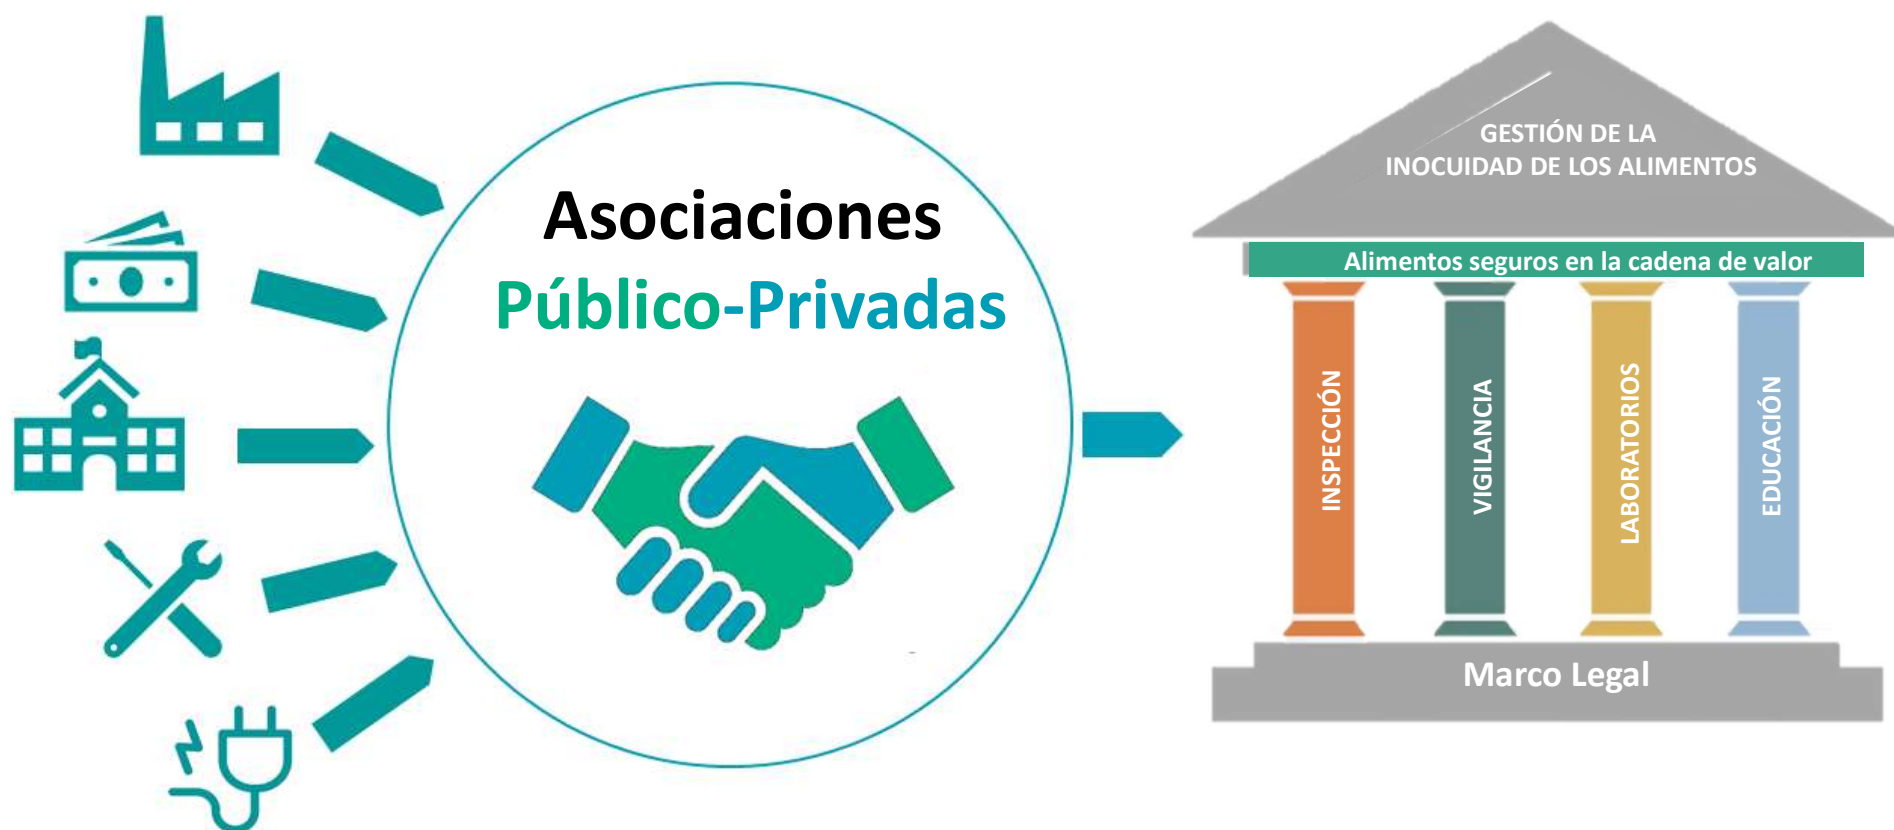 Asociaciones
Público-Privadas
GESTIÓN DE LA
INOCUIDAD DE LOS ALIMENTOS
Alimentos seguros en la cadena de valor
INSPECCIÓN
VIGILANCIA
LABORATORIOS
EDUCACIÓN
Marco Legal